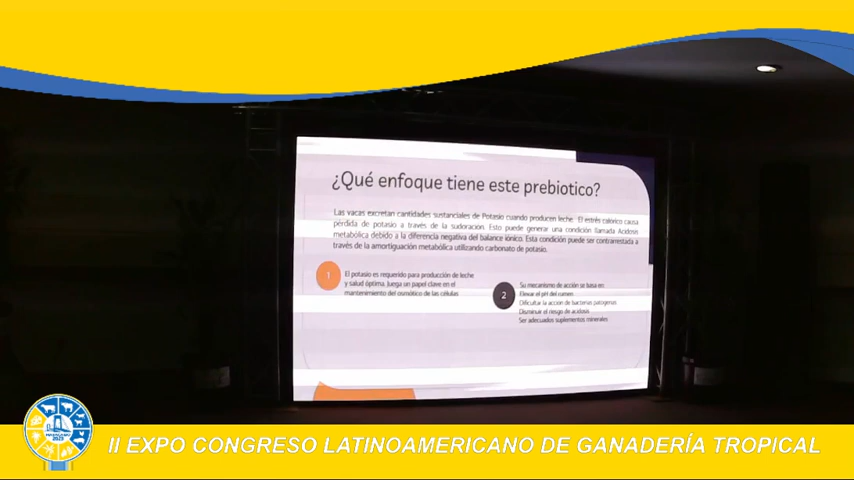 ¿Qué enfoque tiene este prebiotico?
Las vacas excretan cantidades sustanciales de Potasio cuando producen leche. El estrés calorico causa
pérdida de potasio a través de la sudoración. Esto puede generar una condición llamada Acidosis
metabólica debido a la diferencia negativa del balance iónico. Esta condición puede ser contrarrestada a
través de la amortiguación metabólica utilizando carbonato de potasio.
1
El potasio es requerido para producción de leche
y salud óptima. Juega un papel clave en el
mantenimiento del osmótico de las células
2
Su mecanismo de acción se basa en:
Elevar el pH del rumen
Dificultar la accion de bacterias patogenas
Disminuir el riesgo de acidosis
Ser adecuados suplementos minerales
MARACAIBO
2023
II EXPO CONGRESO LATINOAMERICANO DE GANADERÍA TROPICAL